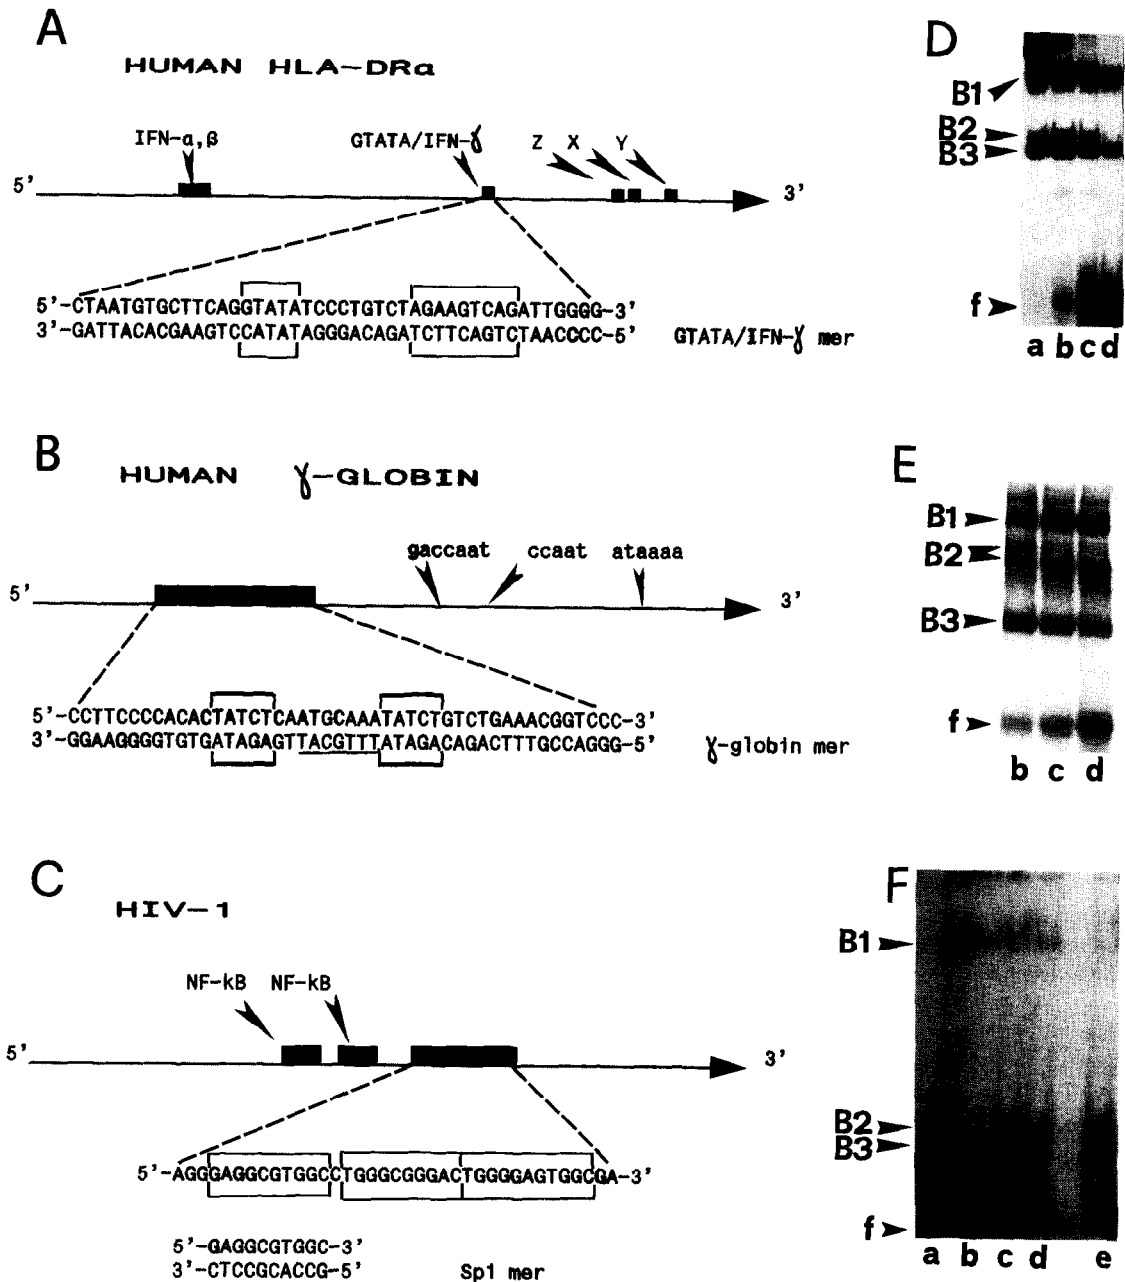 A
HUMAN HLA-DRα
IFN-α,β
GTATA/IFN-γ
Z X Y
5' 3'
5'-CTAATGTGCTTCAGGTATATCCCTGTCTAGAAGTCAGATTGGGG-3'
3'-GATTACACGAAGTCCATATAGGGACAGATCTTCAGTCTAACCCC-5'
GTATA/IFN-γ mer
D
B1
B2
B3
f
a b c d
B
HUMAN γ-GLOBIN
gaccaat ccaat ataaaa
5' 3'
5'-CCTTCCCCACACTATCTCAATGCAAATATCTGTCTGAAACGGTCCC-3'
3'-GGAAGGGGTGTGATAGAGTTACGTTTATAGACAGACTTTGCCAGGG-5'
γ-globin mer
E
B1
B2
B3
f
b c d
C
HIV-1
NF-kB NF-kB
5' 3'
5'-AGGGAGGCGTGGCCTGGGCGGGACTGGGGAGTGGCGA-3'
5'-GAGGCGTGGC-3'
3'-CTCCGCACCG-5'
Sp1 mer
F
B1
B2
B3
f
a b c d e